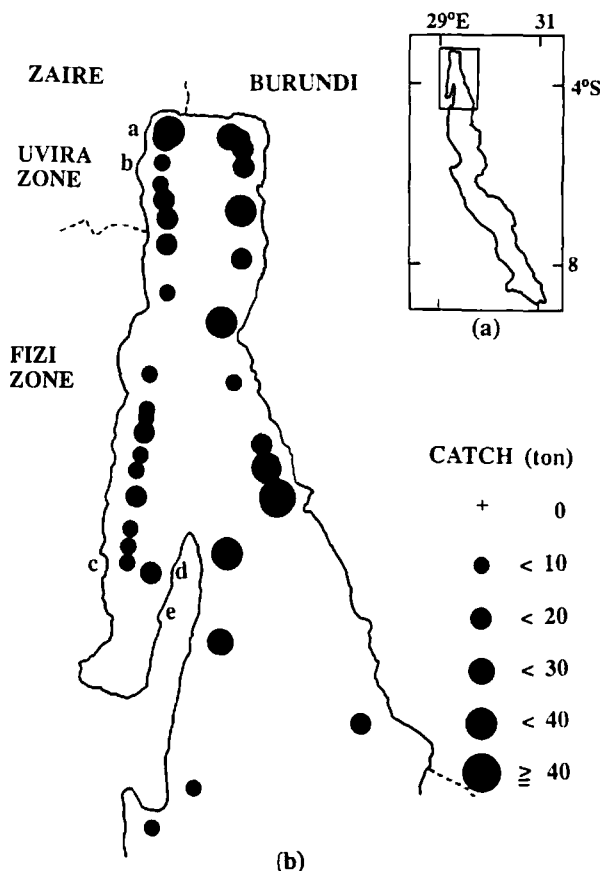 ZAIRE
BURUNDI
a
UVIRA
ZONE
b
FIZI
ZONE
c
d
e
(b)
29°E 31
4°S
8
(a)
CATCH (ton)
+ 0
< 10
< 20
< 30
< 40
≧ 40